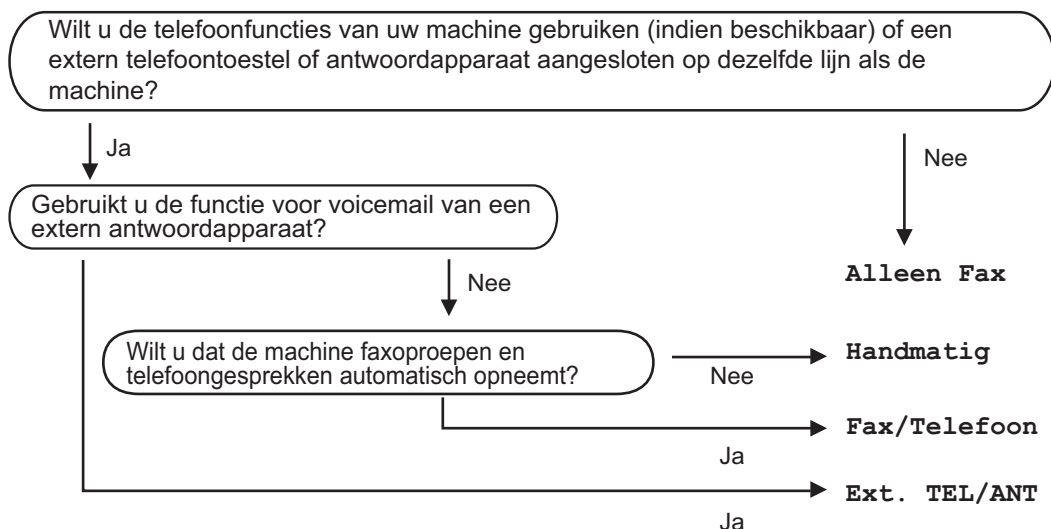 Wilt u de telefoonfuncties van uw machine gebruiken (indien beschikbaar) of een
extern telefoontoestel of antwoordapparaat aangesloten op dezelfde lijn als de
machine?
Ja
Nee
Gebruikt u de functie voor voicemail van een
extern antwoordapparaat?
Alleen Fax
Nee
Wilt u dat de machine faxoproepen en
telefoongesprekken automatisch opneemt?
Nee
Handmatig
Fax/Telefoon
Ja
Ext. TEL/ANT
Ja